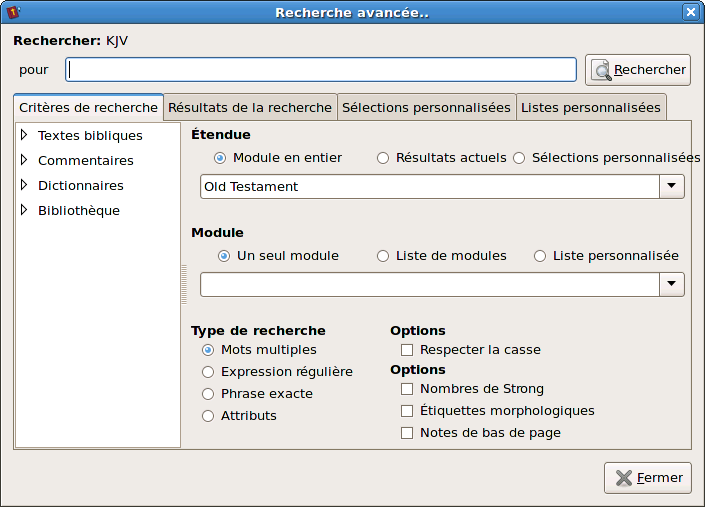 Recherche avancée..
Rechercher: KJV
pour
Rechercher
Critères de recherche Résultats de la recherche Sélections personnalisées Listes personnalisées
Textes bibliques
Commentaires
Dictionnaires
Bibliothèque
Étendue
Module en entier Résultats actuels Sélections personnalisées
Old Testament
Module
Un seul module Liste de modules Liste personnalisée
Type de recherche
Mots multiples
Expression régulière
Phrase exacte
Attributs
Options
Respecter la casse
Options
Nombres de Strong
Étiquettes morphologiques
Notes de bas de page
Fermer